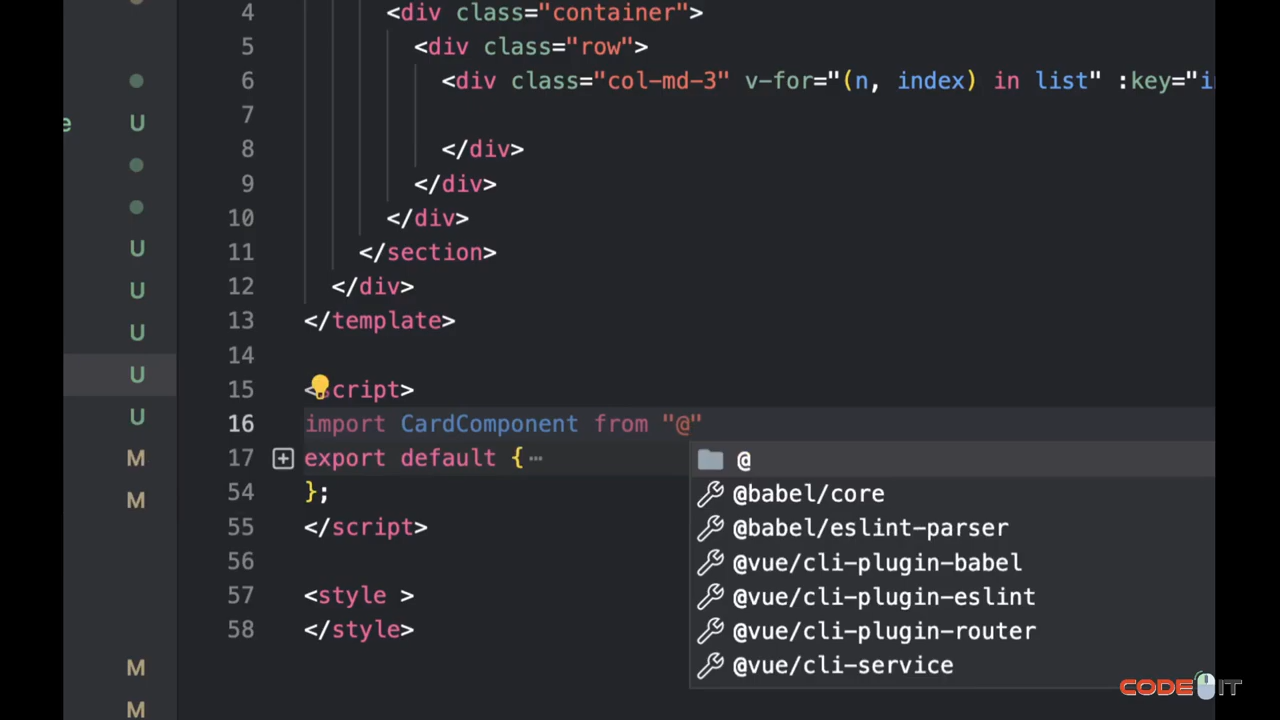 4 <div class="container">
5 <div class="row">
6 <div class="col-md-3" v-for="(n, index) in list" :key="i
7
8 </div>
9 </div>
10 </div>
11 </section>
12 </div>
13 </template>
14
15 <script>
16 import CardComponent from "@"
17 export default { ⋯
54 };
55 </script>
56
57 <style >
58 </style>
@
@babel/core
@babel/eslint-parser
@vue/cli-plugin-babel
@vue/cli-plugin-eslint
@vue/cli-plugin-router
@vue/cli-service
e
U
U
U
U
U
U
M
M
M
M
CODE IT